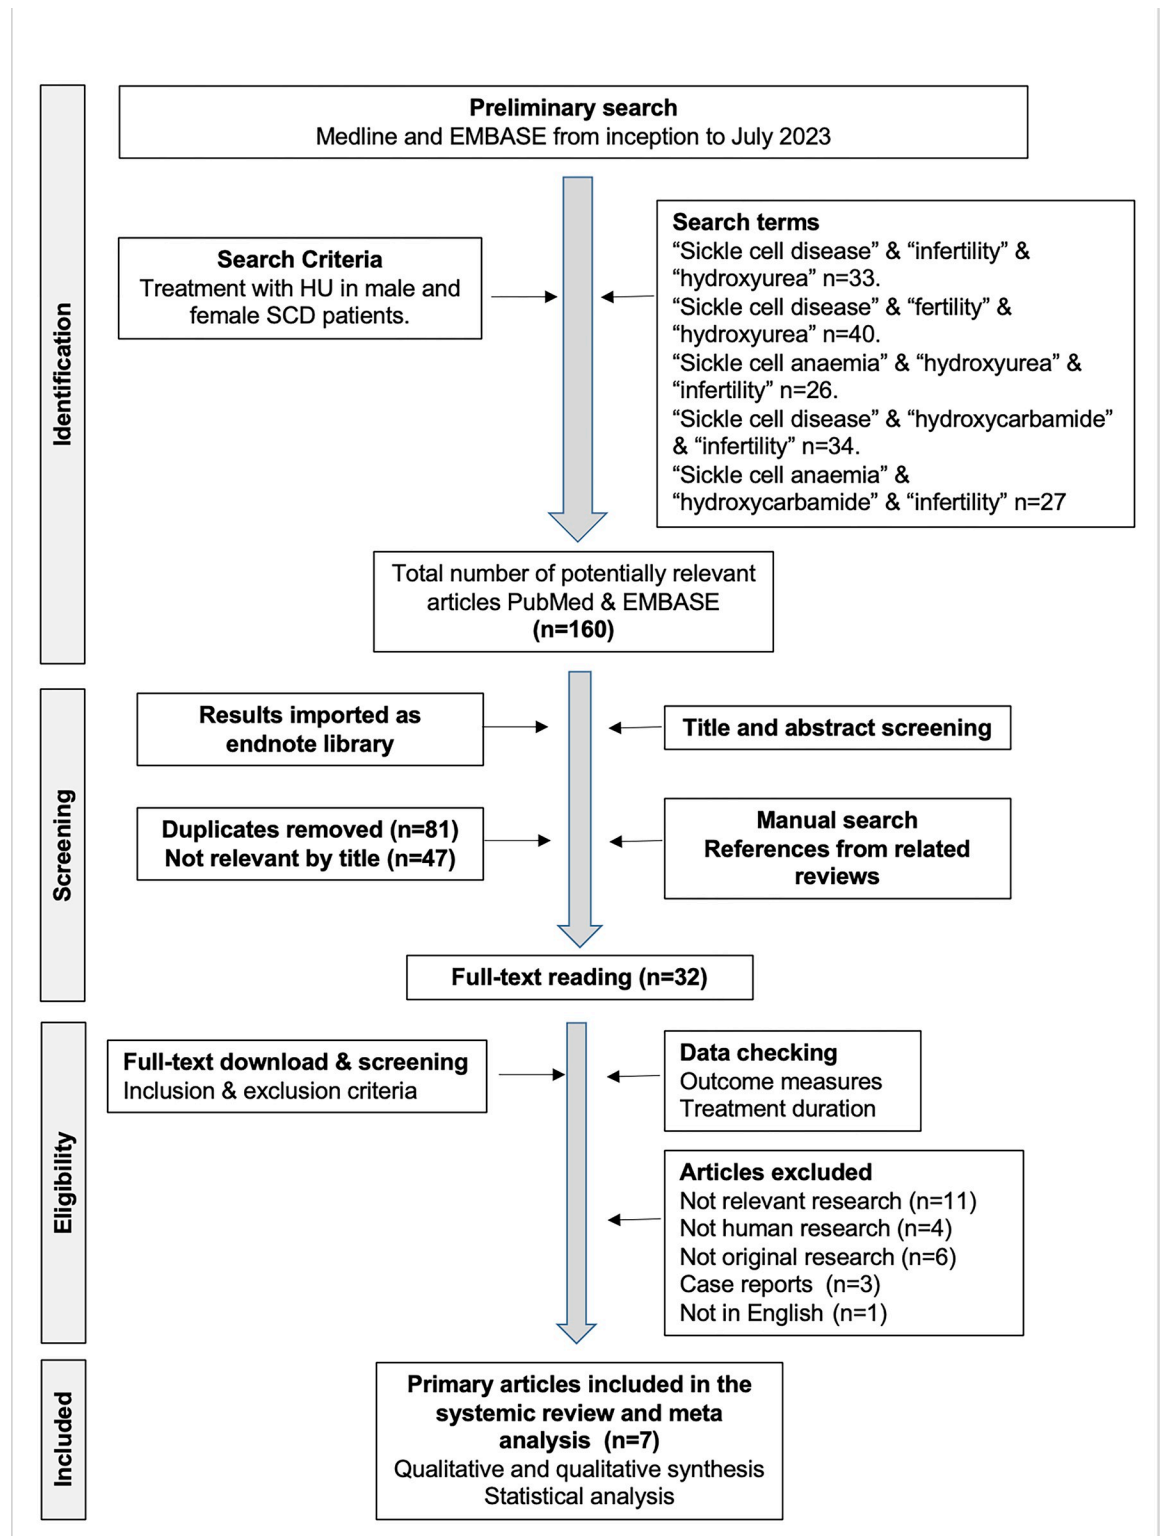 Identification
Preliminary search
Medline and EMBASE from inception to July 2023
Search Criteria
Treatment with HU in male and
female SCD patients.
Search terms
“Sickle cell disease” & “infertility” &
“hydroxyurea” n=33.
“Sickle cell disease” & “fertility” &
“hydroxyurea” n=40.
“Sickle cell anaemia” & “hydroxyurea” &
“infertility” n=26.
“Sickle cell disease” & “hydroxycarbamide”
& “infertility” n=34.
“Sickle cell anaemia” &
“hydroxycarbamide” & “infertility” n=27
Total number of potentially relevant
articles PubMed & EMBASE
(n=160)
Screening
Results imported as
endnote library
Title and abstract screening
Duplicates removed (n=81)
Not relevant by title (n=47)
Manual search
References from related
reviews
Full-text reading (n=32)
Eligibility
Full-text download & screening
Inclusion & exclusion criteria
Data checking
Outcome measures
Treatment duration
Articles excluded
Not relevant research (n=11)
Not human research (n=4)
Not original research (n=6)
Case reports (n=3)
Not in English (n=1)
Included
Primary articles included in the
systemic review and meta
analysis (n=7)
Qualitative and qualitative synthesis
Statistical analysis